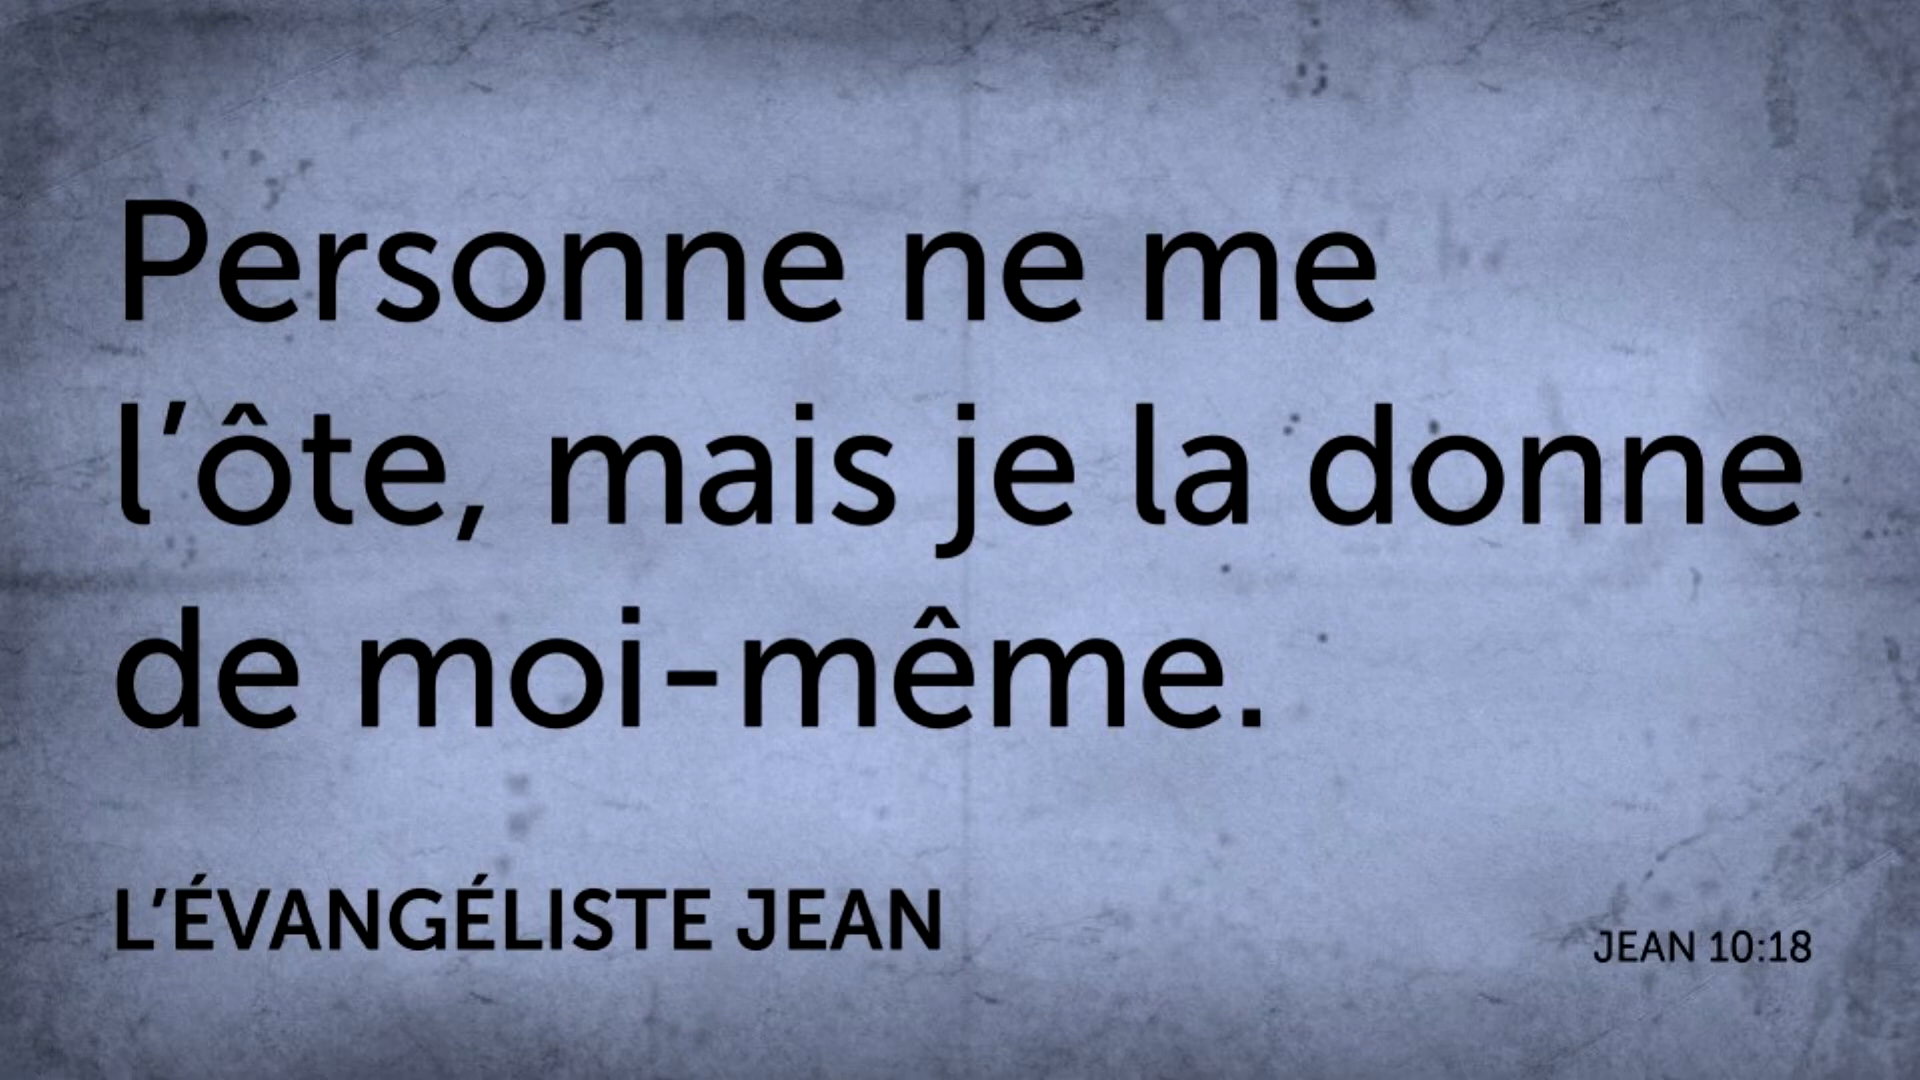 Personne ne me
l’ôte, mais je la donne
de moi-même.
L’ÉVANGÉLISTE JEAN
JEAN 10:18